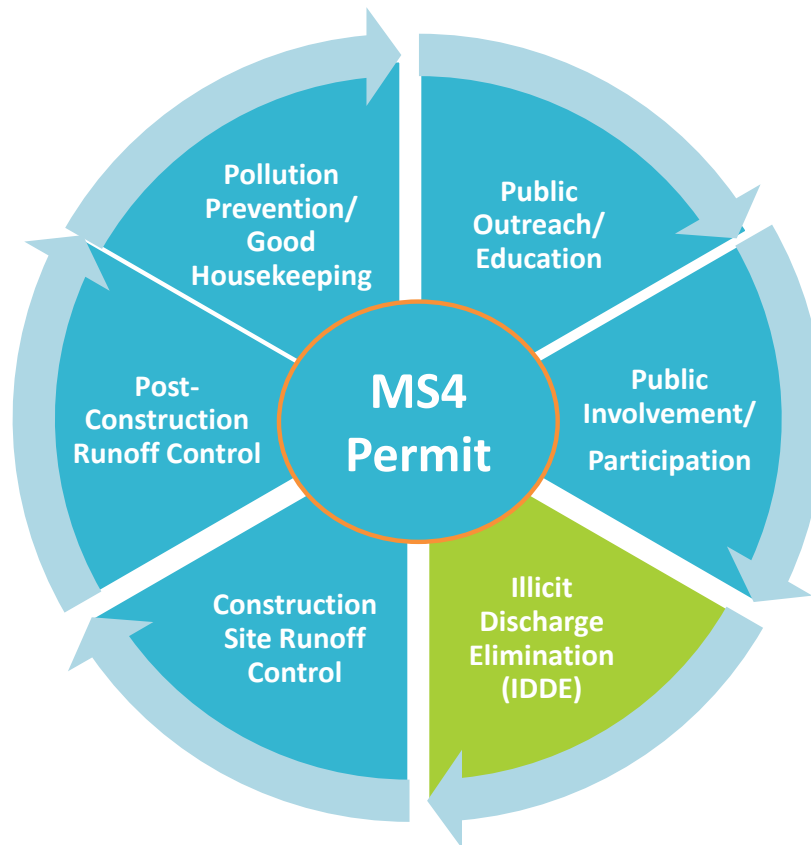 Pollution
Prevention/
Good
Housekeeping
Public
Outreach/
Education
Post-
Construction
Runoff Control
MS4
Permit
Public
Involvement/
Participation
Construction
Site Runoff
Control
Illicit
Discharge
Elimination
(IDDE)